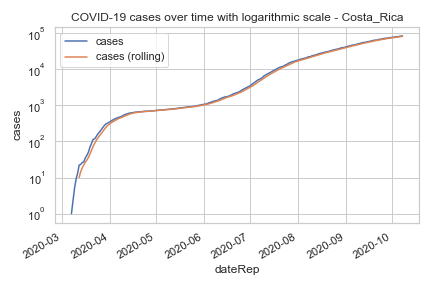 COVID-19 cases over time with logarithmic scale - Costa_Rica
cases
cases (rolling)
10^5
10^4
10^3
10^2
10^1
10^0
cases
2020-03
2020-04
2020-05
2020-06
2020-07
2020-08
2020-09
2020-10
dateRep